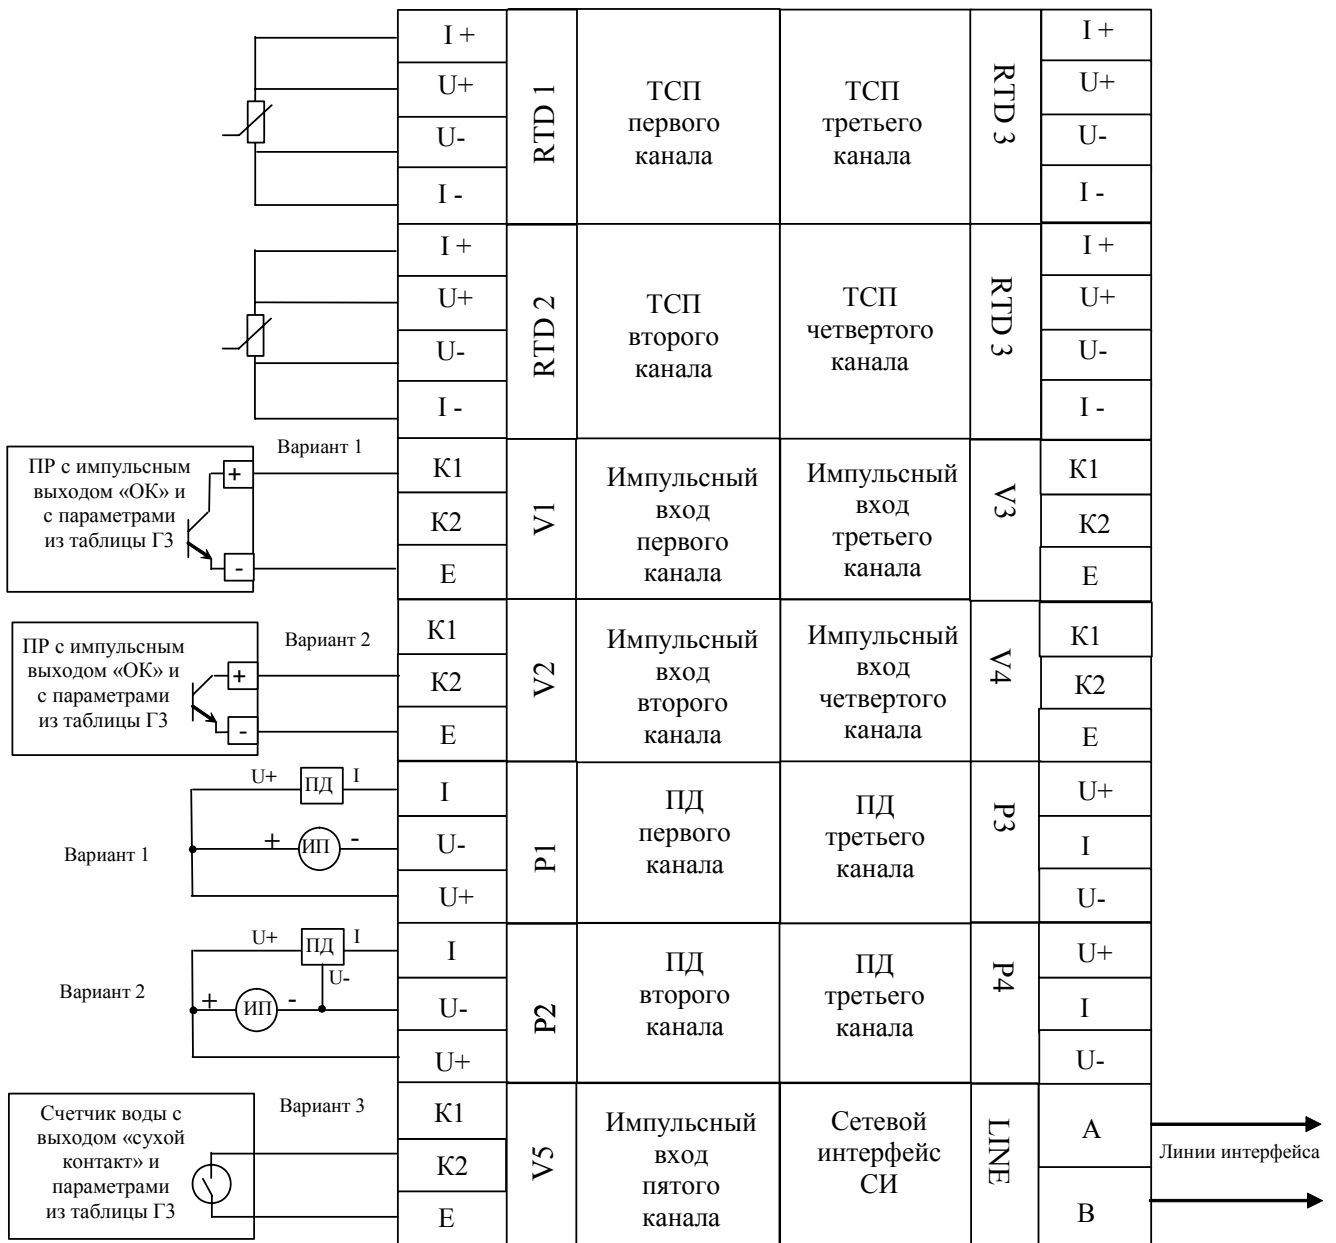 I +
U+
U-
I -
RTD 1
ТСП
первого
канала
ТСП
третьего
канала
RTD 3
I +
U+
U-
I -
I +
U+
U-
I -
RTD 2
ТСП
второго
канала
ТСП
четвертого
канала
RTD 3
I +
U+
U-
I -
ПР с импульсным
выходом «ОК» и
с параметрами
из таблицы Г3
+
-
Вариант 1
К1
К2
Е
V1
Импульсный
вход
первого
канала
Импульсный
вход
третьего
канала
V3
К1
К2
Е
ПР с импульсным
выходом «ОК» и
с параметрами
из таблицы Г3
+
-
Вариант 2
К1
К2
Е
V2
Импульсный
вход
второго
канала
Импульсный
вход
четвертого
канала
V4
К1
К2
Е
Вариант 1
U+
ПД
I
+
ИП
-
I
U-
U+
P1
ПД
первого
канала
ПД
третьего
канала
P3
U+
I
U-
Вариант 2
U+
ПД
I
U-
+
ИП
-
I
U-
U+
P2
ПД
второго
канала
ПД
третьего
канала
P4
U+
I
U-
Счетчик воды с
выходом «сухой
контакт» и
параметрами
из таблицы Г3
Вариант 3
К1
К2
Е
V5
Импульсный
вход
пятого
канала
Сетевой
интерфейс
СИ
LINE
A
B
Линии интерфейса